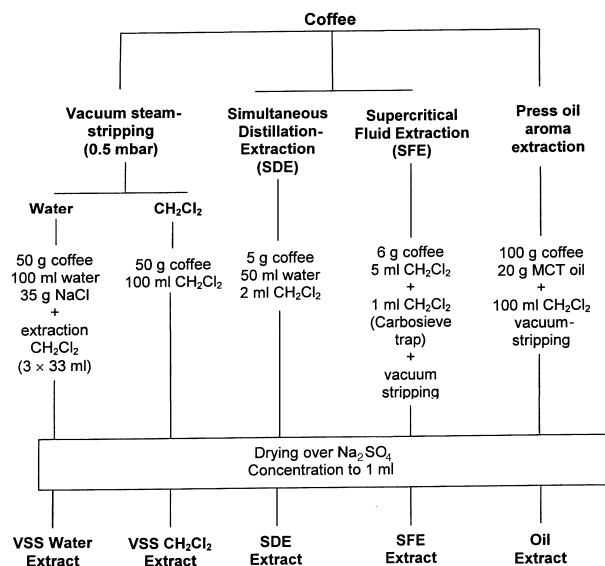 Coffee
Vacuum steam-
stripping
(0.5 mbar)
Simultaneous
Distillation-
Extraction
(SDE)
Supercritical
Fluid Extraction
(SFE)
Press oil
aroma
extraction
Water
CH₂Cl₂
50 g coffee
100 ml water
35 g NaCl
+
extraction
CH₂Cl₂
(3 × 33 ml)
50 g coffee
100 ml CH₂Cl₂
5 g coffee
50 ml water
2 ml CH₂Cl₂
6 g coffee
5 ml CH₂Cl₂
+
1 ml CH₂Cl₂
(Carbosieve
trap)
+
vacuum
stripping
100 g coffee
20 g MCT oil
+
100 ml CH₂Cl₂
vacuum-
stripping
Drying over Na₂SO₄
Concentration to 1 ml
VSS Water
Extract
VSS CH₂Cl₂
Extract
SDE
Extract
SFE
Extract
Oil
Extract